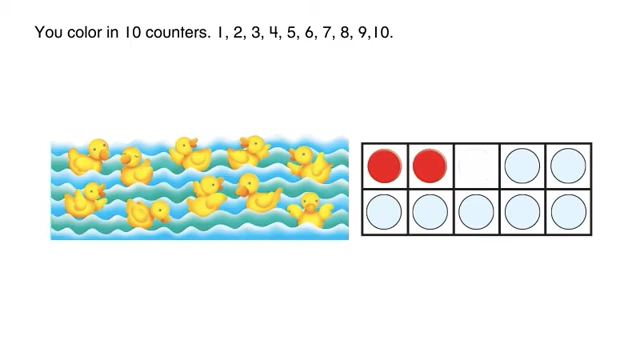 You color in 10 counters. 1, 2, 3, 4, 5, 6, 7, 8, 9,10.